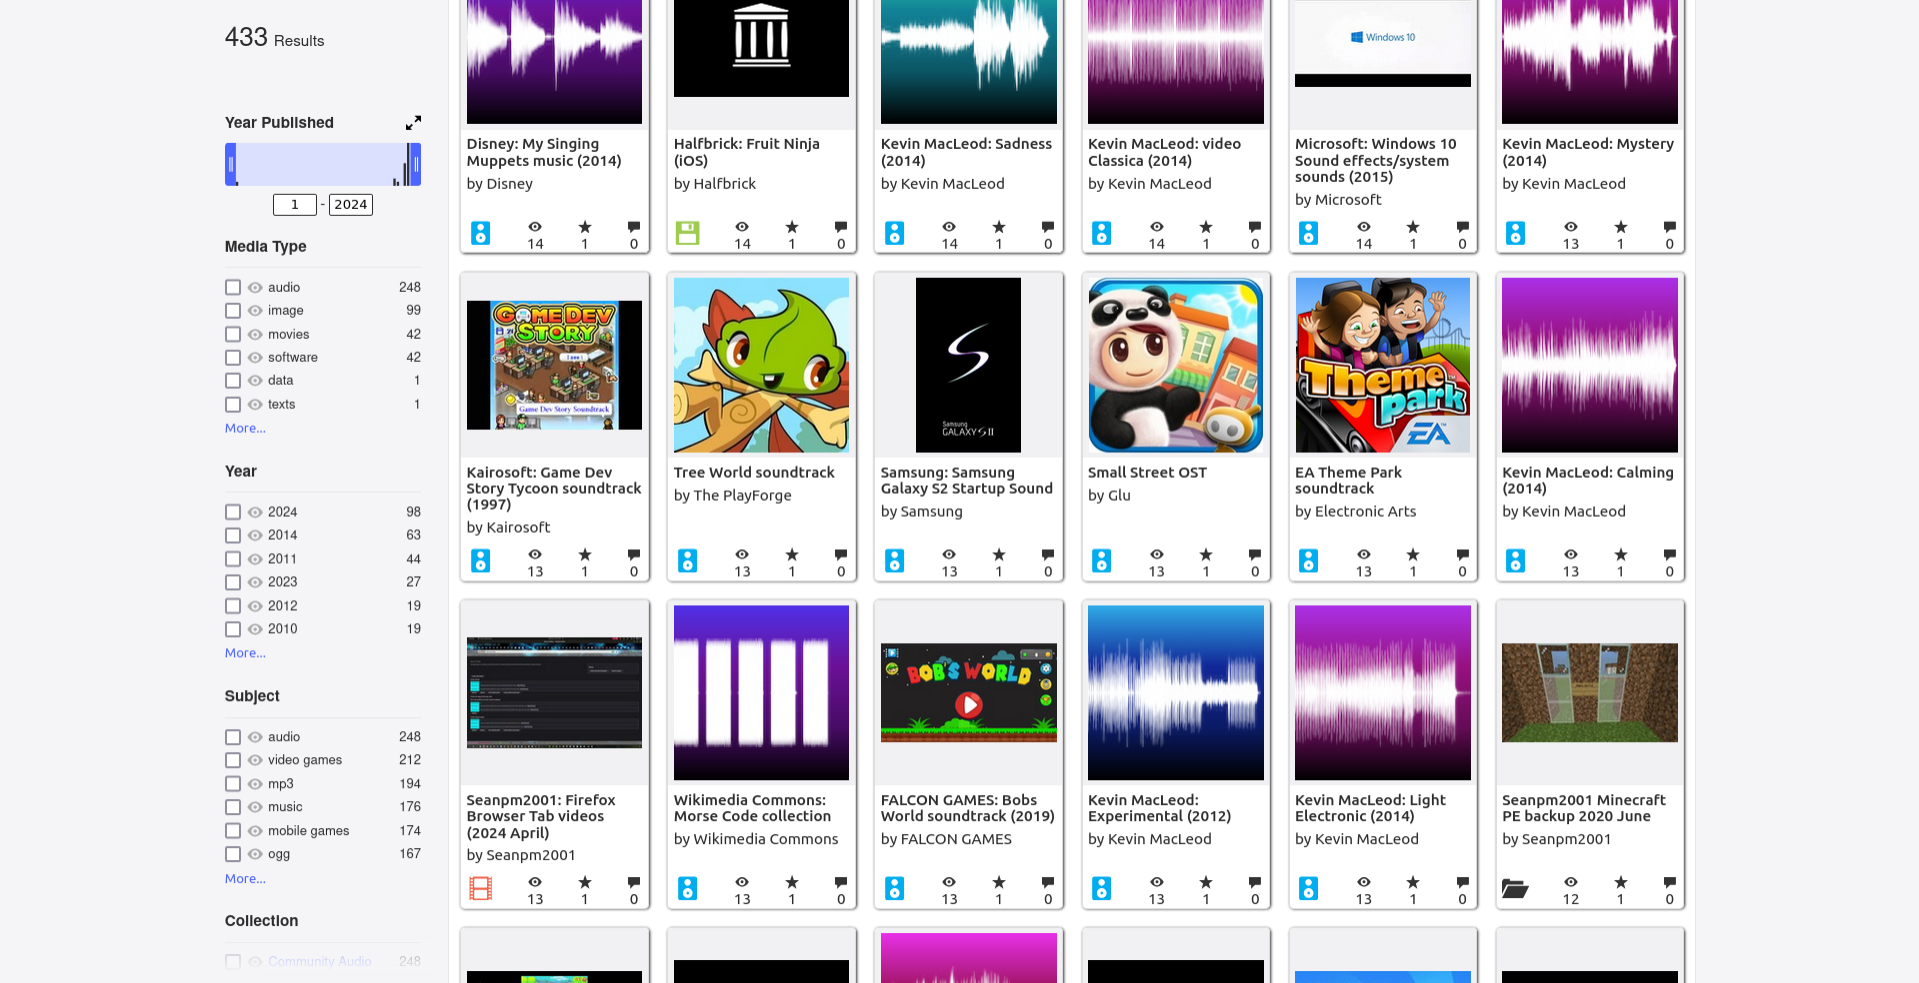 433 Results
Year Published
1 - 2024
Media Type
audio 248
image 99
movies 42
software 42
data 1
texts 1
More...
Year
2024 98
2014 63
2011 44
2023 27
2012 19
2010 19
More...
Subject
audio 248
video games 212
mp3 194
music 176
mobile games 174
ogg 167
More...
Collection
Community Audio 248
Disney: My Singing
Muppets music (2014)
by Disney
14 1 0
Halfbrick: Fruit Ninja
(iOS)
by Halfbrick
14 1 0
Kevin MacLeod: Sadness
(2014)
by Kevin MacLeod
14 1 0
Kevin MacLeod: video
Classica (2014)
by Kevin MacLeod
14 1 0
Windows 10
Microsoft: Windows 10
Sound effects/system
sounds (2015)
by Microsoft
14 1 0
Kevin MacLeod: Mystery
(2014)
by Kevin MacLeod
13 1 0
GAME DEV
STORY
Game Dev Story Soundtrack
Kairosoft: Game Dev
Story Tycoon soundtrack
(1997)
by Kairosoft
13 1 0
Tree World soundtrack
by The PlayForge
13 1 0
Samsung
GALAXY S II
Samsung: Samsung
Galaxy S2 Startup Sound
by Samsung
13 1 0
Small Street OST
by Glu
13 1 0
Theme
park
EA
EA Theme Park
soundtrack
by Electronic Arts
13 1 0
Kevin MacLeod: Calming
(2014)
by Kevin MacLeod
13 1 0
Seanpm2001: Firefox
Browser Tab videos
(2024 April)
by Seanpm2001
13 1 0
Wikimedia Commons:
Morse Code collection
by Wikimedia Commons
13 1 0
BOB'S WORLD
FALCON GAMES: Bobs
World soundtrack (2019)
by FALCON GAMES
13 1 0
Kevin MacLeod:
Experimental (2012)
by Kevin MacLeod
13 1 0
Kevin MacLeod: Light
Electronic (2014)
by Kevin MacLeod
13 1 0
Seanpm2001 Minecraft
PE backup 2020 June
by Seanpm2001
12 1 0